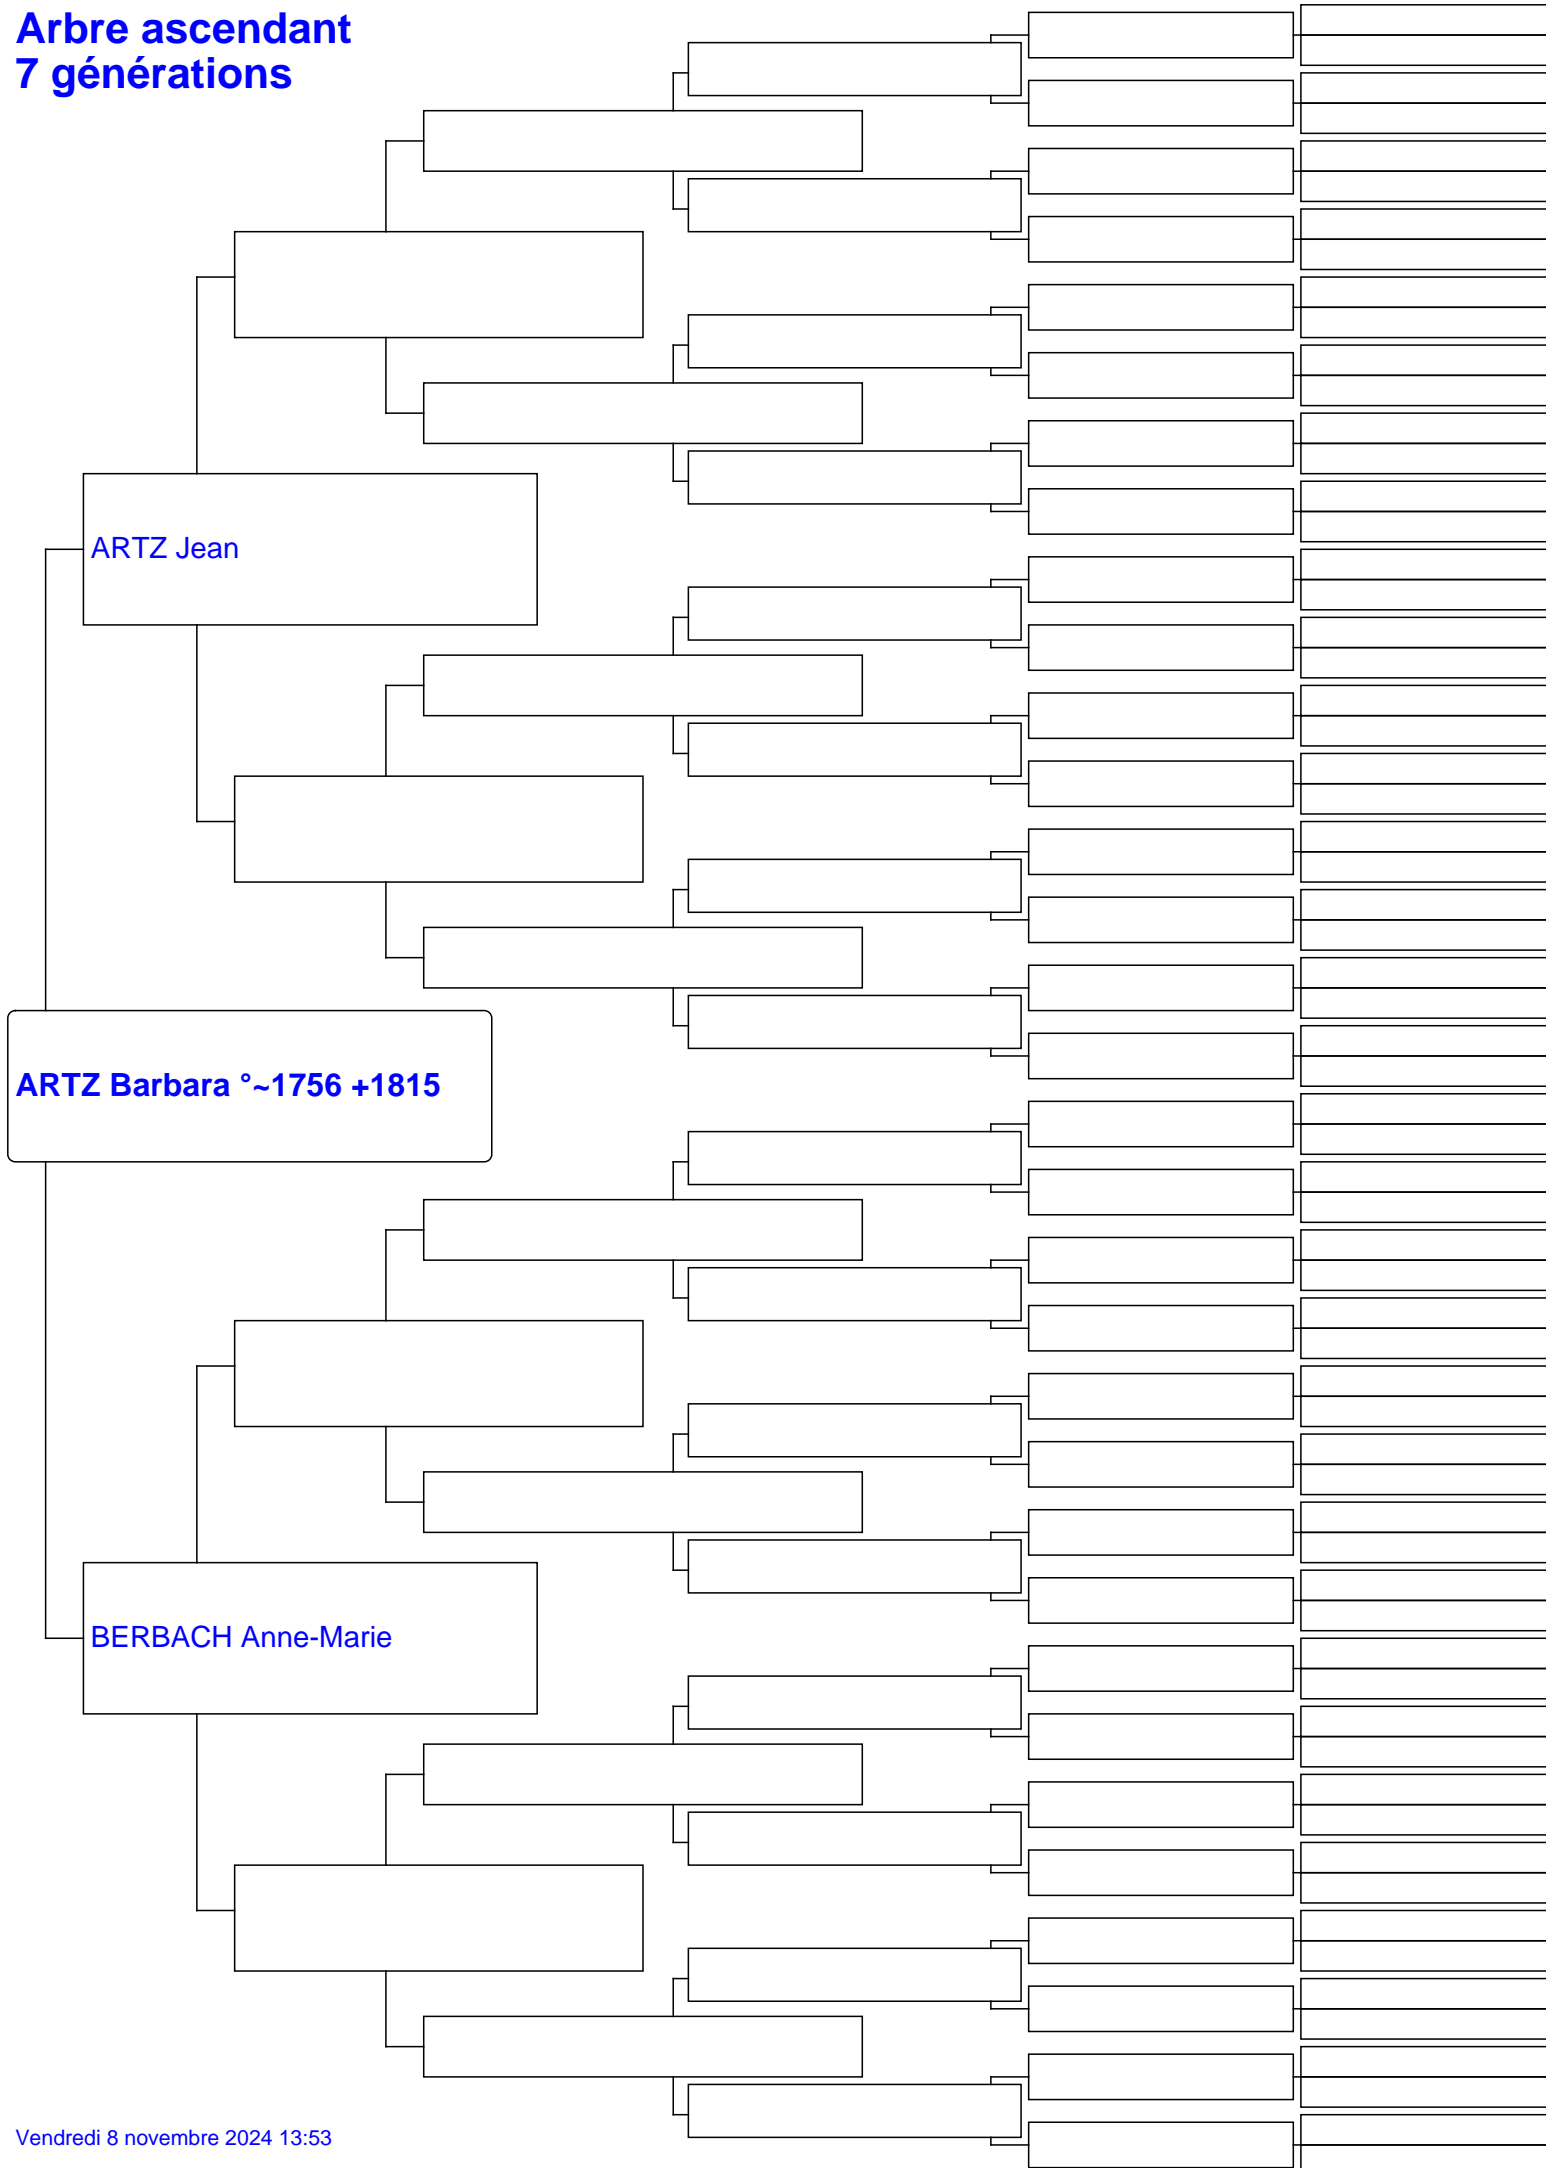 Arbre ascendant
7 générations
ARTZ Jean
ARTZ Barbara °~1756 +1815
BERBACH Anne-Marie
Vendredi 8 novembre 2024 13:53